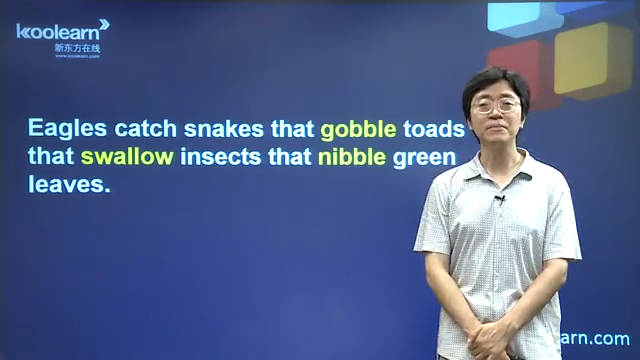 koolearn
新东方在线
www.koolearn.com
Eagles catch snakes that gobble toads
that swallow insects that nibble green
leaves.
arn.com